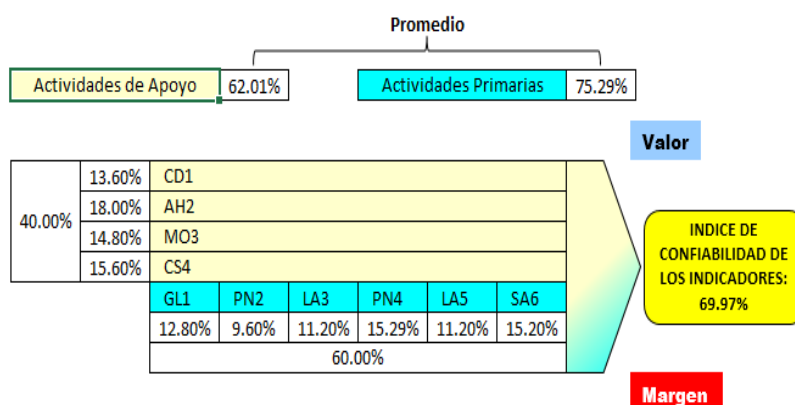 Promedio
Actividades de Apoyo 62.01% Actividades Primarias 75.29%
Valor
40.00%
13.60% CD1
18.00% AH2
14.80% MO3
15.60% CS4
GL1 PN2 LA3 PN4 LA5 SA6
12.80% 9.60% 11.20% 15.29% 11.20% 15.20%
60.00%
INDICE DE
CONFIABILIDAD DE
LOS INDICADORES:
69.97%
Margen